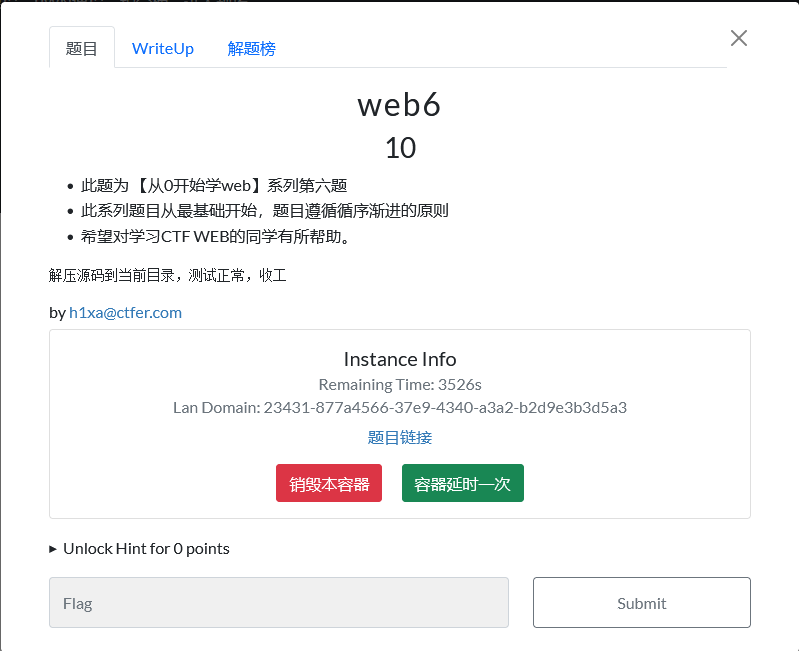 题目 WriteUp 解题榜
web6
10
此题为 【从0开始学web】系列第六题
此系列题目从最基础开始，题目遵循循序渐进的原则
希望对学习CTF WEB的同学有所帮助。
解压源码到当前目录，测试正常，收工
by h1xa@ctfer.com
Instance Info
Remaining Time: 3526s
Lan Domain: 23431-877a4566-37e9-4340-a3a2-b2d9e3b3d5a3
题目链接
销毁本容器 容器延时一次
Unlock Hint for 0 points
Flag Submit